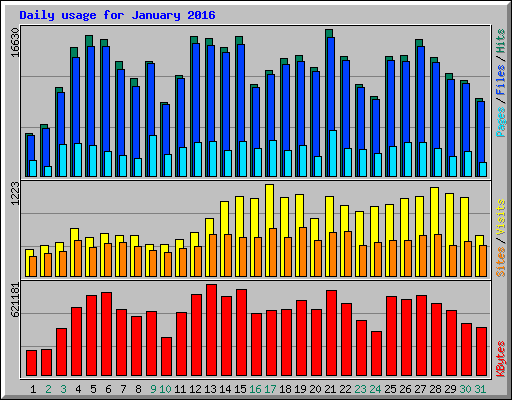 Daily usage for January 2016
16630
Pages / Files / Hits
1223
Sites / Visits
621181
KBytes
1 2 3 4 5 6 7 8 9 10 11 12 13 14 15 16 17 18 19 20 21 22 23 24 25 26 27 28 29 30 31